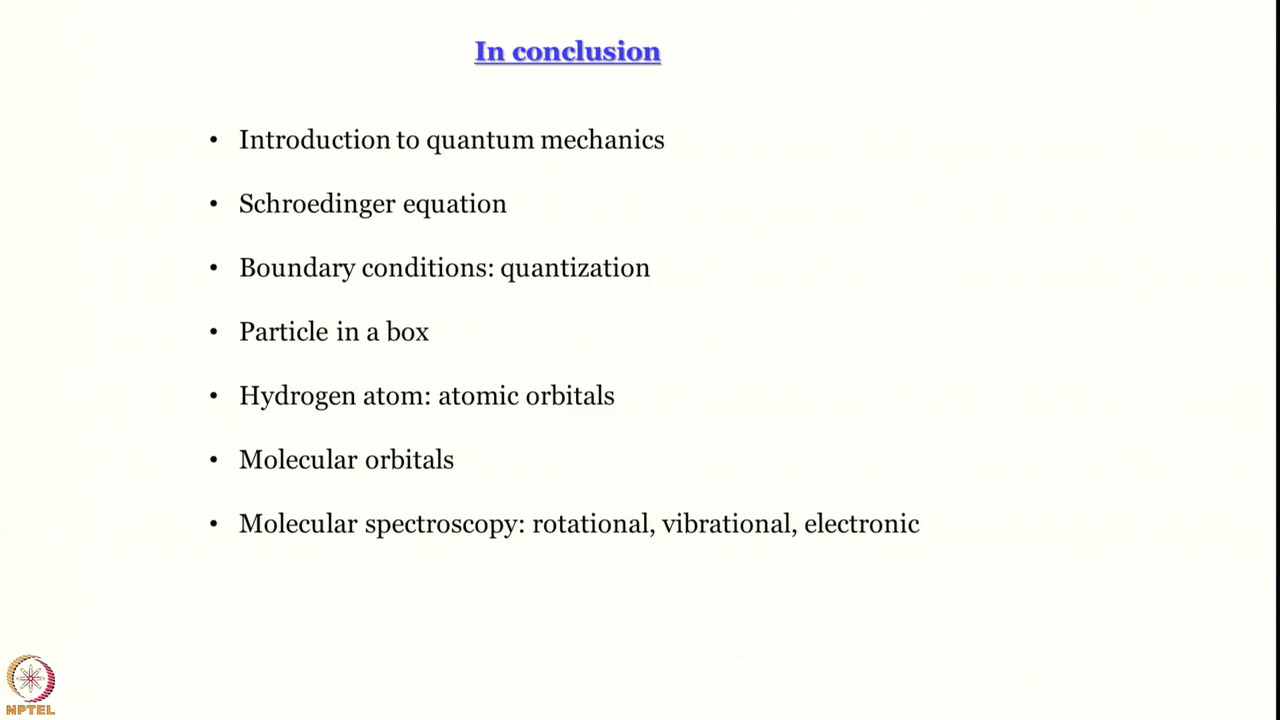 In conclusion
• Introduction to quantum mechanics
• Schroedinger equation
• Boundary conditions: quantization
• Particle in a box
• Hydrogen atom: atomic orbitals
• Molecular orbitals
• Molecular spectroscopy: rotational, vibrational, electronic
NPTEL